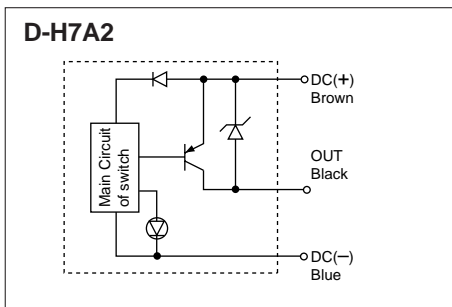 D-H7A2
DC(+)
Brown
Main Circuit
of switch
OUT
Black
DC(−)
Blue